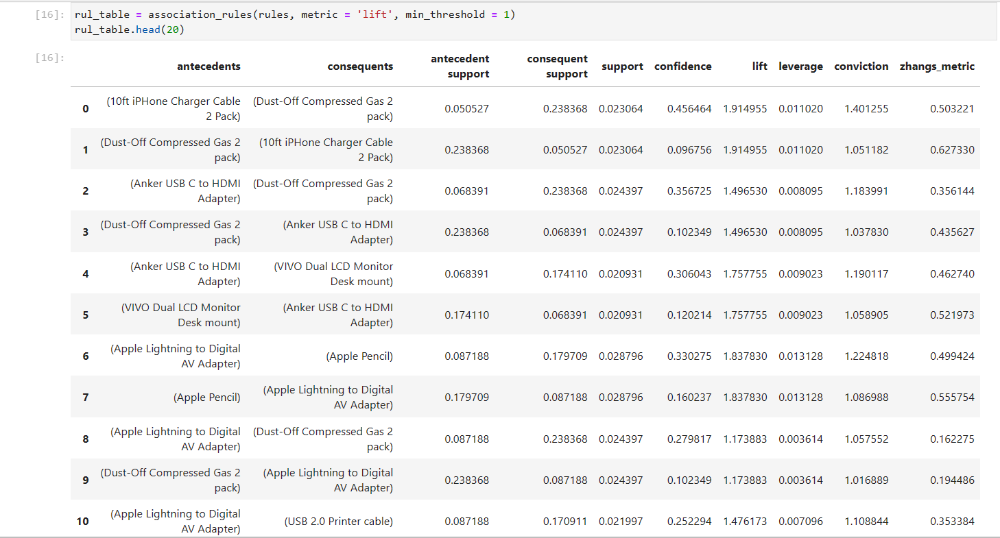 [16]: rul_table = association_rules(rules, metric = 'lift', min_threshold = 1)
rul_table.head(20)
[16]:
antecedents consequents antecedent support consequent support support confidence lift leverage conviction zhangs_metric
0 (10ft iPHone Charger Cable 2 Pack) (Dust-Off Compressed Gas 2 pack) 0.050527 0.238368 0.023064 0.456464 1.914955 0.011020 1.401255 0.503221
1 (Dust-Off Compressed Gas 2 pack) (10ft iPHone Charger Cable 2 Pack) 0.238368 0.050527 0.023064 0.096756 1.914955 0.011020 1.051182 0.627330
2 (Anker USB C to HDMI Adapter) (Dust-Off Compressed Gas 2 pack) 0.068391 0.238368 0.024397 0.356725 1.496530 0.008095 1.183991 0.356144
3 (Dust-Off Compressed Gas 2 pack) (Anker USB C to HDMI Adapter) 0.238368 0.068391 0.024397 0.102349 1.496530 0.008095 1.037830 0.435627
4 (Anker USB C to HDMI Adapter) (VIVO Dual LCD Monitor Desk mount) 0.068391 0.174110 0.020931 0.306043 1.757755 0.009023 1.190117 0.462740
5 (VIVO Dual LCD Monitor Desk mount) (Anker USB C to HDMI Adapter) 0.174110 0.068391 0.020931 0.120214 1.757755 0.009023 1.058905 0.521973
6 (Apple Lightning to Digital AV Adapter) (Apple Pencil) 0.087188 0.179709 0.028796 0.330275 1.837830 0.013128 1.224818 0.499424
7 (Apple Pencil) (Apple Lightning to Digital AV Adapter) 0.179709 0.087188 0.028796 0.160237 1.837830 0.013128 1.086988 0.555754
8 (Apple Lightning to Digital AV Adapter) (Dust-Off Compressed Gas 2 pack) 0.087188 0.238368 0.024397 0.279817 1.173883 0.003614 1.057552 0.162275
9 (Dust-Off Compressed Gas 2 pack) (Apple Lightning to Digital AV Adapter) 0.238368 0.087188 0.024397 0.102349 1.173883 0.003614 1.016889 0.194486
10 (Apple Lightning to Digital AV Adapter) (USB 2.0 Printer cable) 0.087188 0.170911 0.021997 0.252294 1.476173 0.007096 1.108844 0.353384